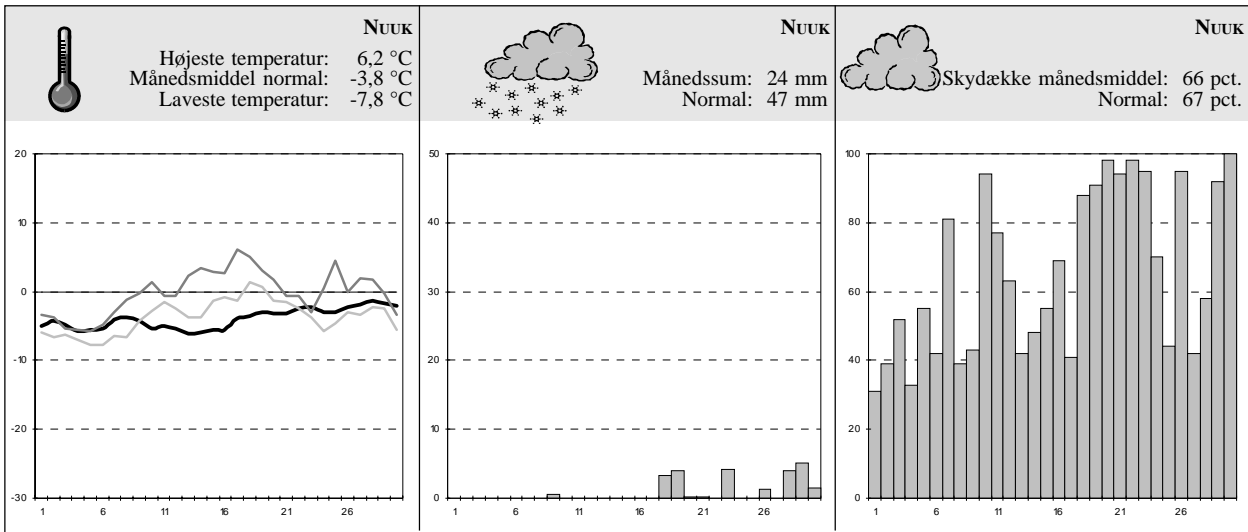 NUUK
Højeste temperatur: 6,2 °C
Månedsmiddel normal: -3,8 °C
Laveste temperatur: -7,8 °C
NUUK
Månedssum: 24 mm
Normal: 47 mm
NUUK
Skydække månedsmiddel: 66 pct.
Normal: 67 pct.
20
10
0
-10
-20
-30
1 6 11 16 21 26
50
40
30
20
10
0
1 6 11 16 21 26
100
80
60
40
20
0
1 6 11 16 21 26